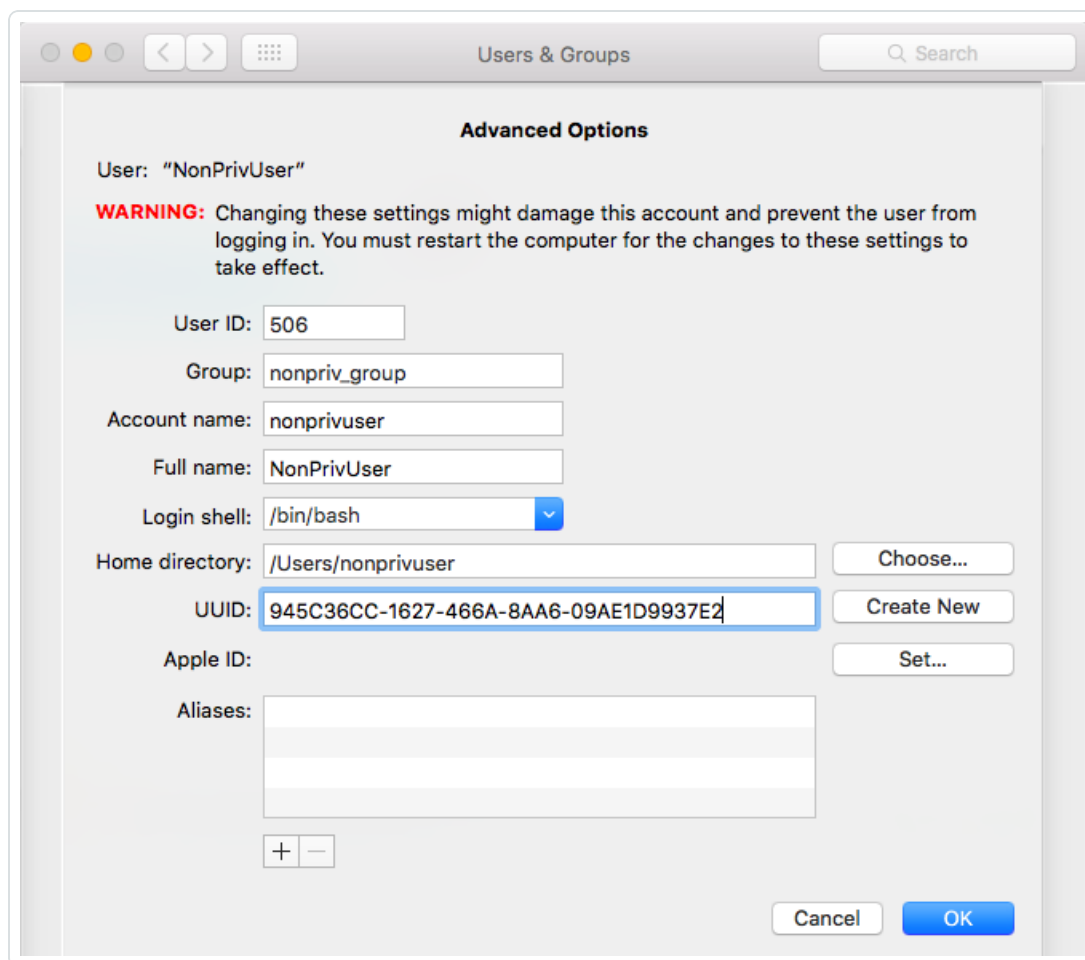 Users & Groups
Search
Advanced Options
User: “NonPrivUser”
WARNING: Changing these settings might damage this account and prevent the user from
logging in. You must restart the computer for the changes to these settings to
take effect.
User ID: 506
Group: nonpriv_group
Account name: nonprivuser
Full name: NonPrivUser
Login shell: /bin/bash
Home directory: /Users/nonprivuser Choose...
UUID: 945C36CC-1627-466A-8AA6-09AE1D9937E2 Create New
Apple ID: Set...
Aliases:
+ −
Cancel OK